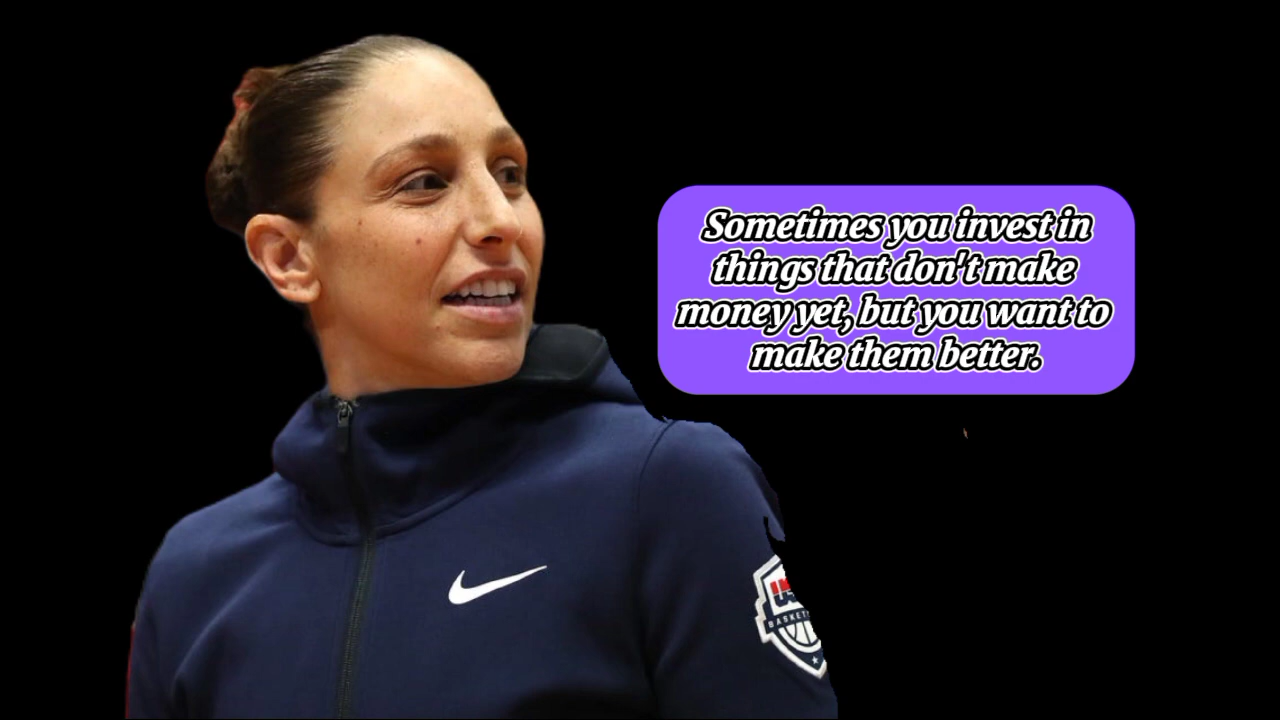 Sometimes you invest in
things that don't make
money yet, but you want to
make them better.